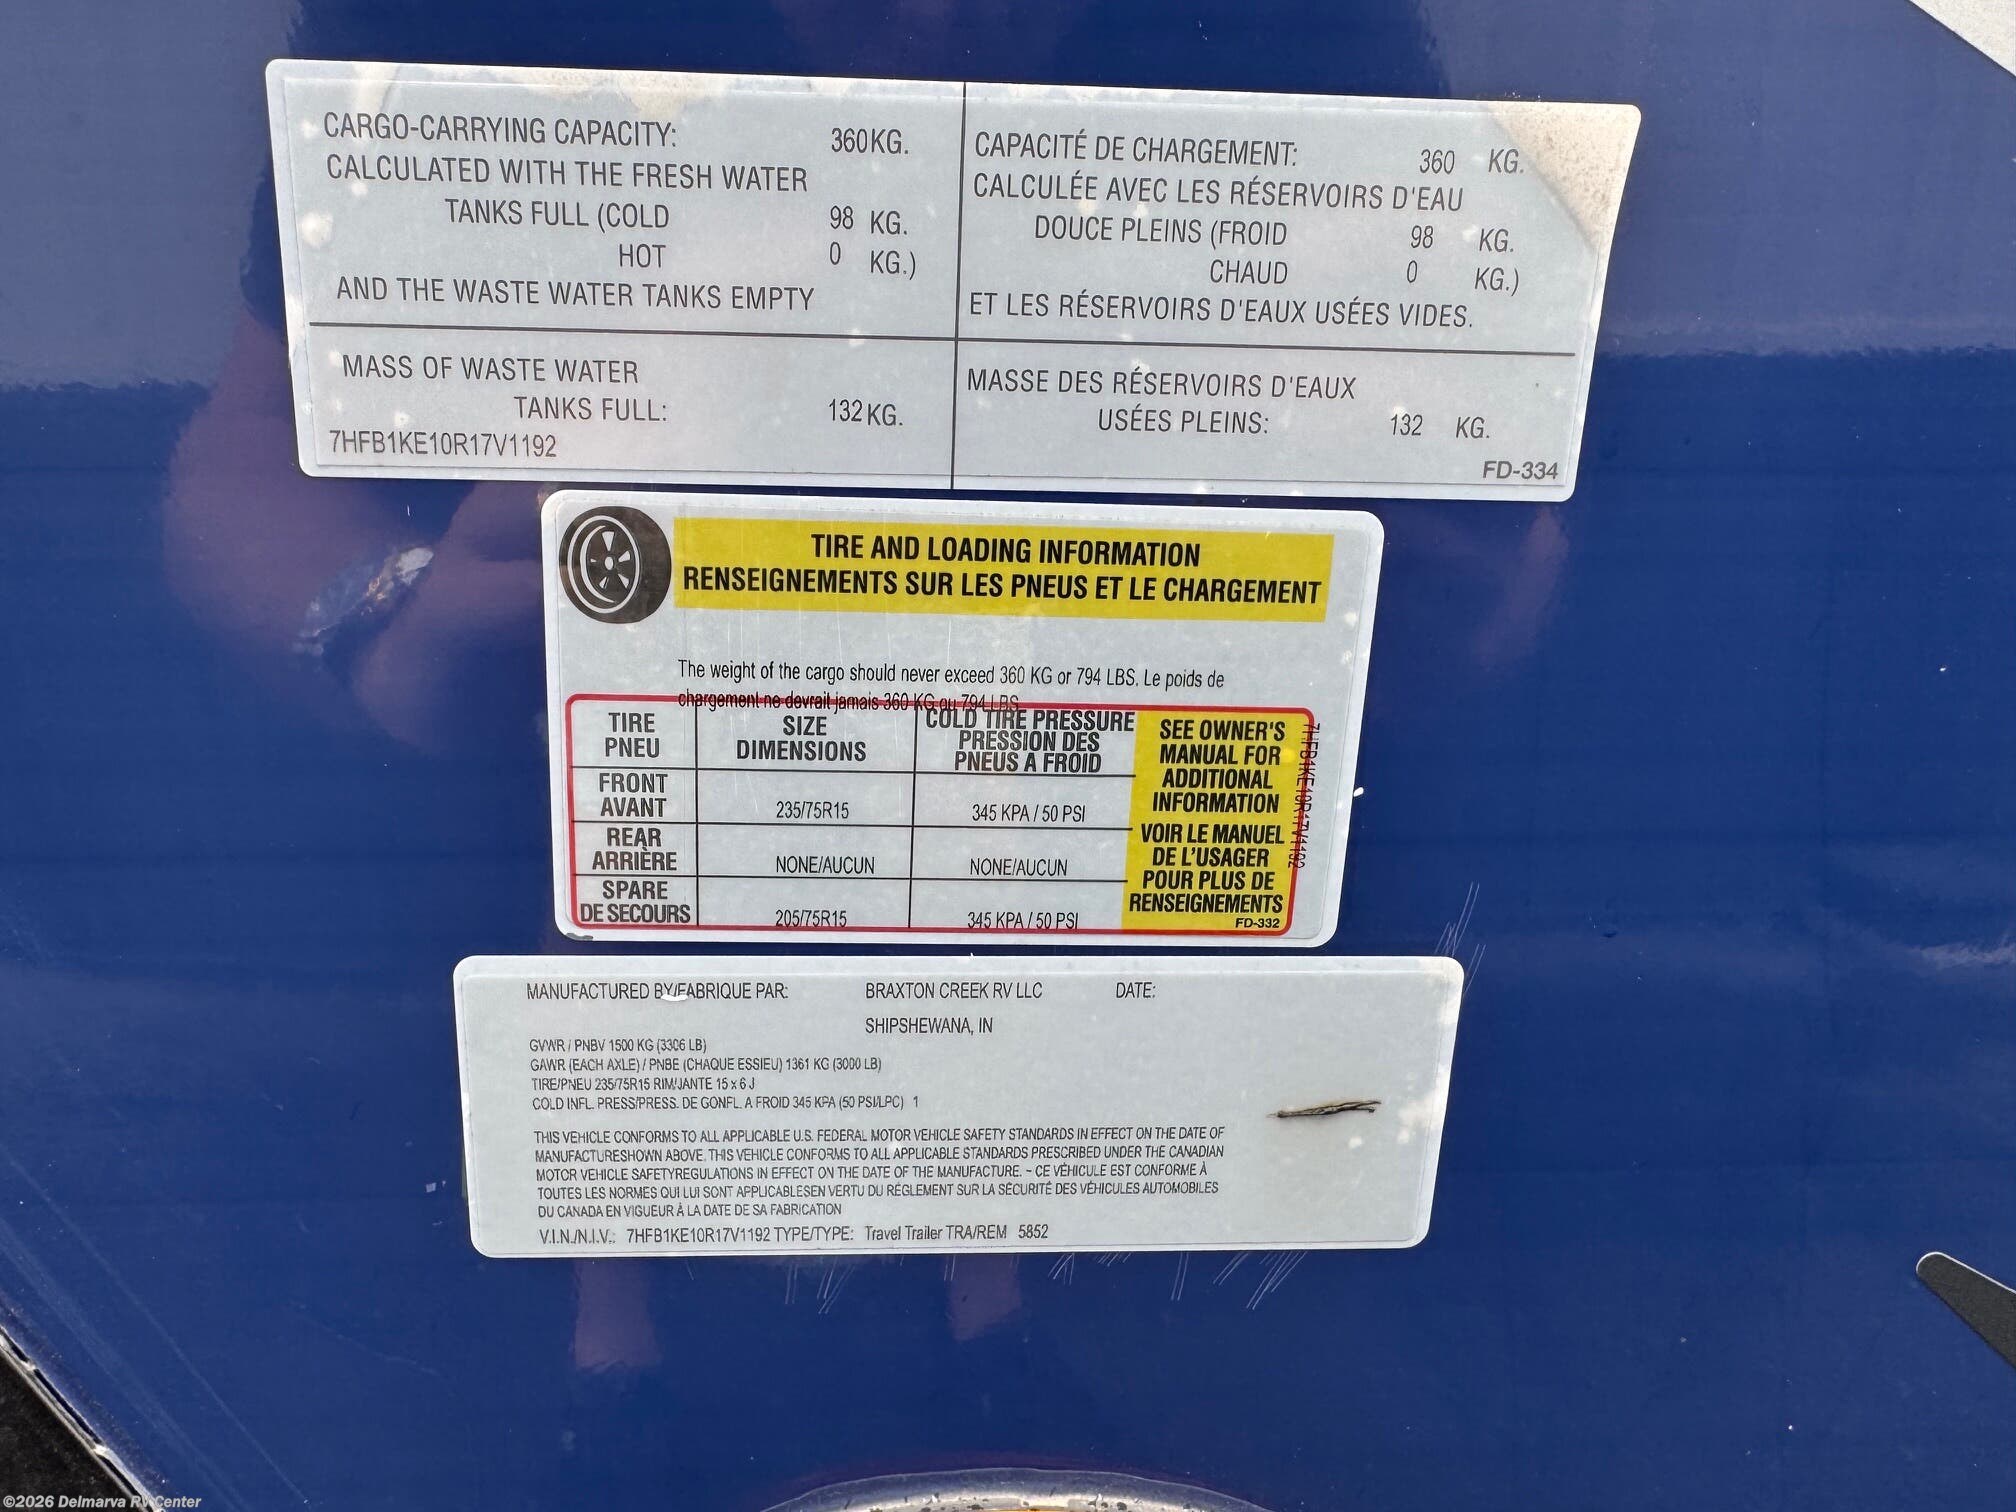 CARGO-CARRYING CAPACITY: 360KG.
CALCULATED WITH THE FRESH WATER
TANKS FULL (COLD 98 KG.
HOT 0 KG.)
AND THE WASTE WATER TANKS EMPTY
MASS OF WASTE WATER
TANKS FULL: 132KG.
7HFB1KE10R17V1192
CAPACITÉ DE CHARGEMENT: 360 KG.
CALCULÉE AVEC LES RÉSERVOIRS D'EAU
DOUCE PLEINS (FROID 98 KG.
CHAUD 0 KG.)
ET LES RÉSERVOIRS D'EAUX USÉES VIDES.
MASSE DES RÉSERVOIRS D'EAUX
USÉES PLEINS: 132 KG.
FD-334
TIRE AND LOADING INFORMATION
RENSEIGNEMENTS SUR LES PNEUS ET LE CHARGEMENT
The weight of the cargo should never exceed 360 KG or 794 LBS. Le poids de
chargement ne devrait jamais 360 KG ou 794 LBS
TIRE SIZE COLD TIRE PRESSURE
PNEU DIMENSIONS PRESSION DES
PNEUS A FROID
FRONT
AVANT 235/75R15 345 KPA / 50 PSI
REAR
ARRIÈRE NONE/AUCUN NONE/AUCUN
SPARE
DE SECOURS 205/75R15 345 KPA / 50 PSI
SEE OWNER'S
MANUAL FOR
ADDITIONAL
INFORMATION
VOIR LE MANUEL
DE L'USAGER
POUR PLUS DE
RENSEIGNEMENTS
FD-332
7HFB1KE10R17V1192
MANUFACTURED BY/FABRIQUE PAR: BRAXTON CREEK RV LLC DATE:
SHIPSHEWANA, IN
GVWR / PNBV 1500 KG (3306 LB)
GAWR (EACH AXLE) / PNBE (CHAQUE ESSIEU) 1361 KG (3000 LB)
TIRE/PNEU 235/75R15 RIM/JANTE 15 x 6 J
COLD INFL. PRESS/PRESS. DE GONFL. A FROID 345 KPA (50 PSI/LPC) 1
THIS VEHICLE CONFORMS TO ALL APPLICABLE U.S. FEDERAL MOTOR VEHICLE SAFETY STANDARDS IN EFFECT ON THE DATE OF
MANUFACTURESHOWN ABOVE. THIS VEHICLE CONFORMS TO ALL APPLICABLE STANDARDS PRESCRIBED UNDER THE CANADIAN
MOTOR VEHICLE SAFETYREGULATIONS IN EFFECT ON THE DATE OF THE MANUFACTURE. ~ CE VÉHICULE EST CONFORME À
TOUTES LES NORMES QUI LUI SONT APPLICABLESEN VERTU DU RÉGLEMENT SUR LA SÉCURITÉ DES VÉHICULES AUTOMOBILES
DU CANADA EN VIGUEUR À LA DATE DE SA FABRICATION
V.I.N./N.I.V.: 7HFB1KE10R17V1192 TYPE/TYPE: Travel Trailer TRA/REM 5852
©2026 Delmarva RV Center